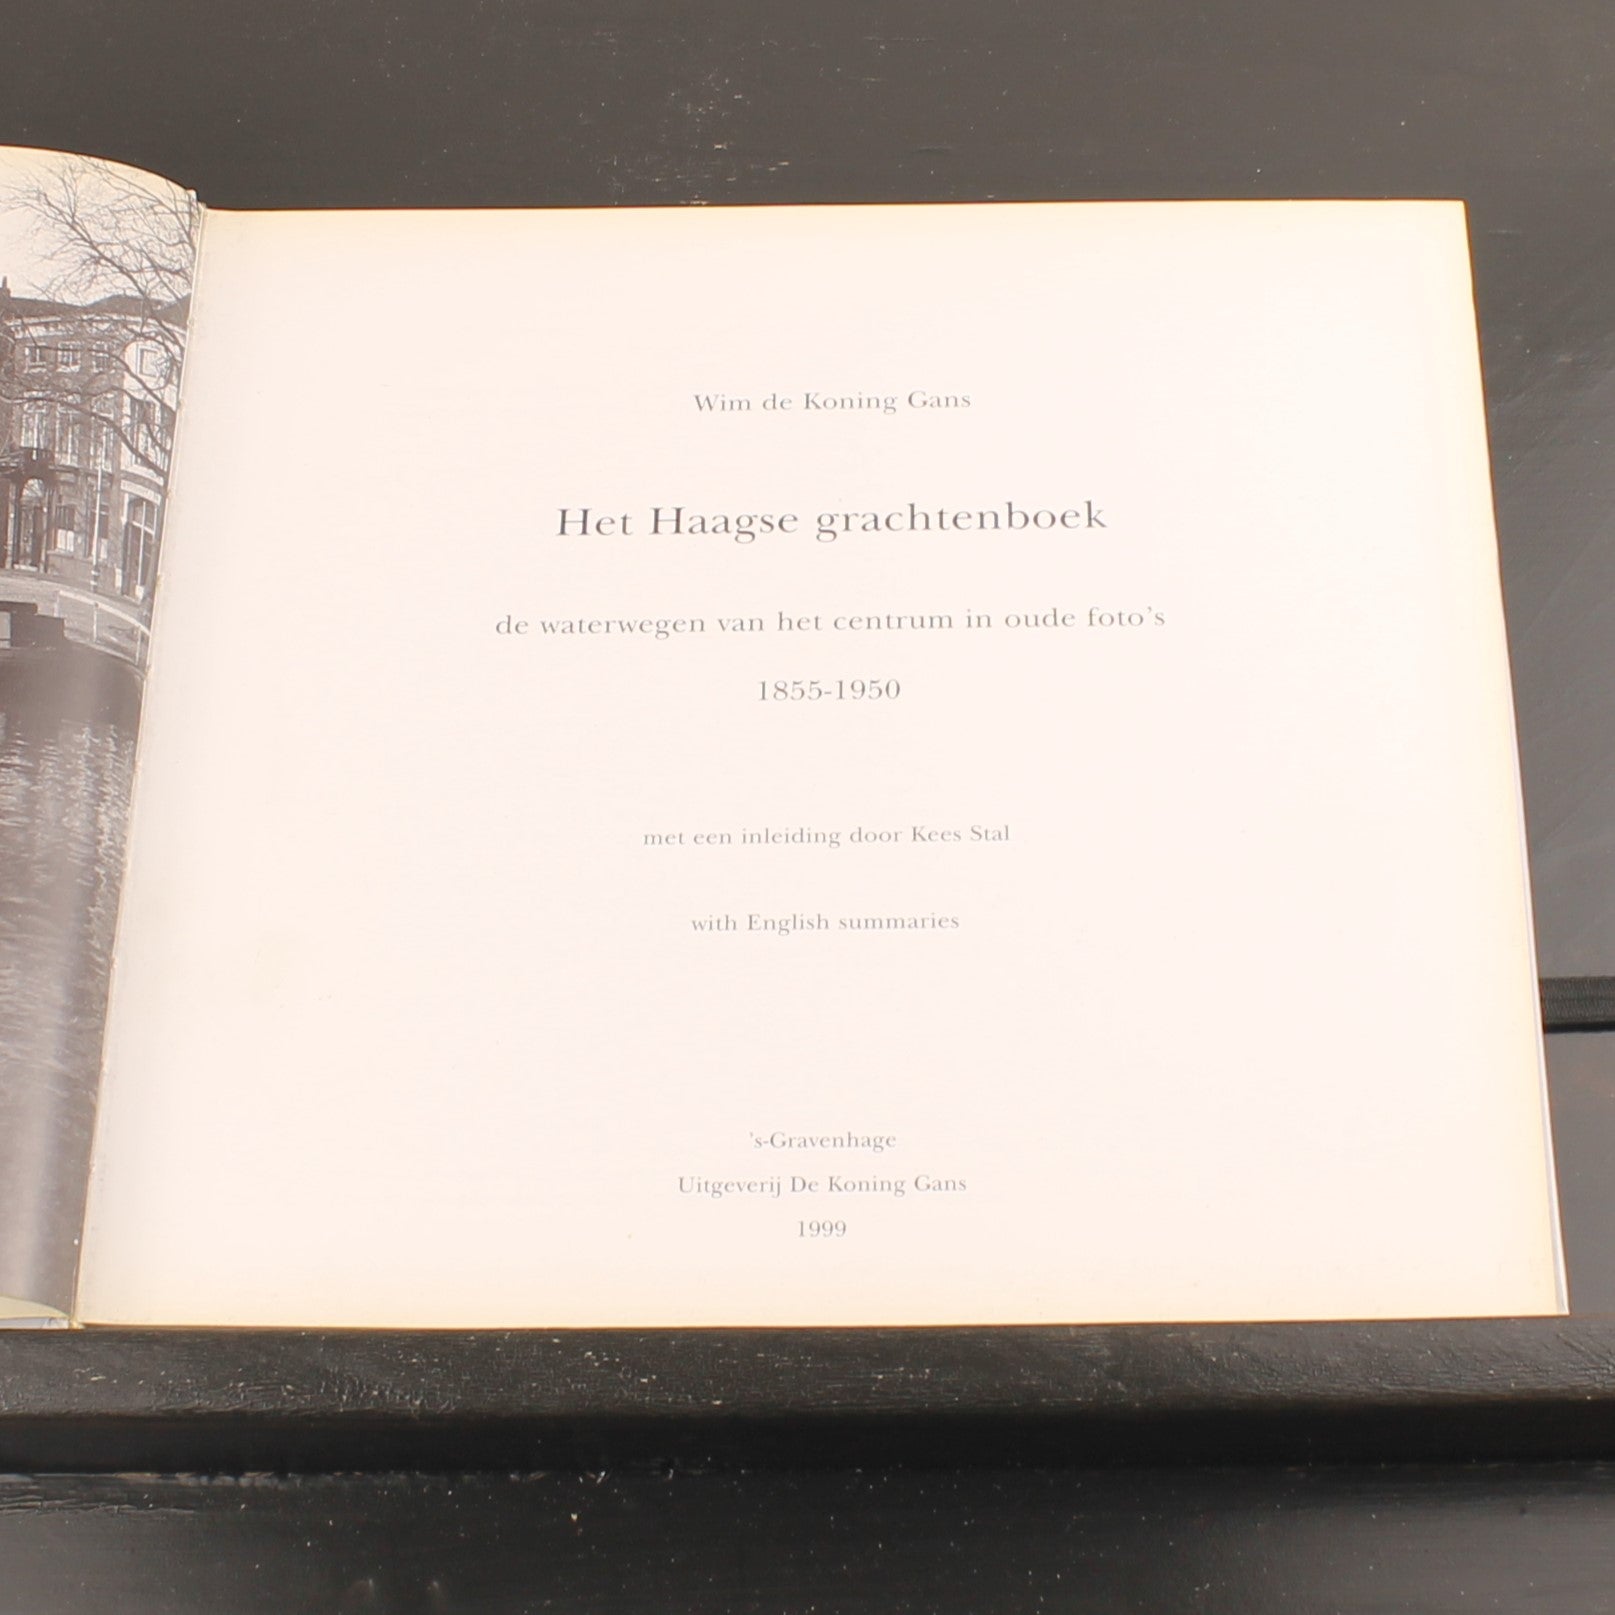 Wim de Koning Gans
Het Haagse grachtenboek
de waterwegen van het centrum in oude foto's
1855-1950
met een inleiding door Kees Stal
with English summaries
's-Gravenhage
Uitgeverij De Koning Gans
1999